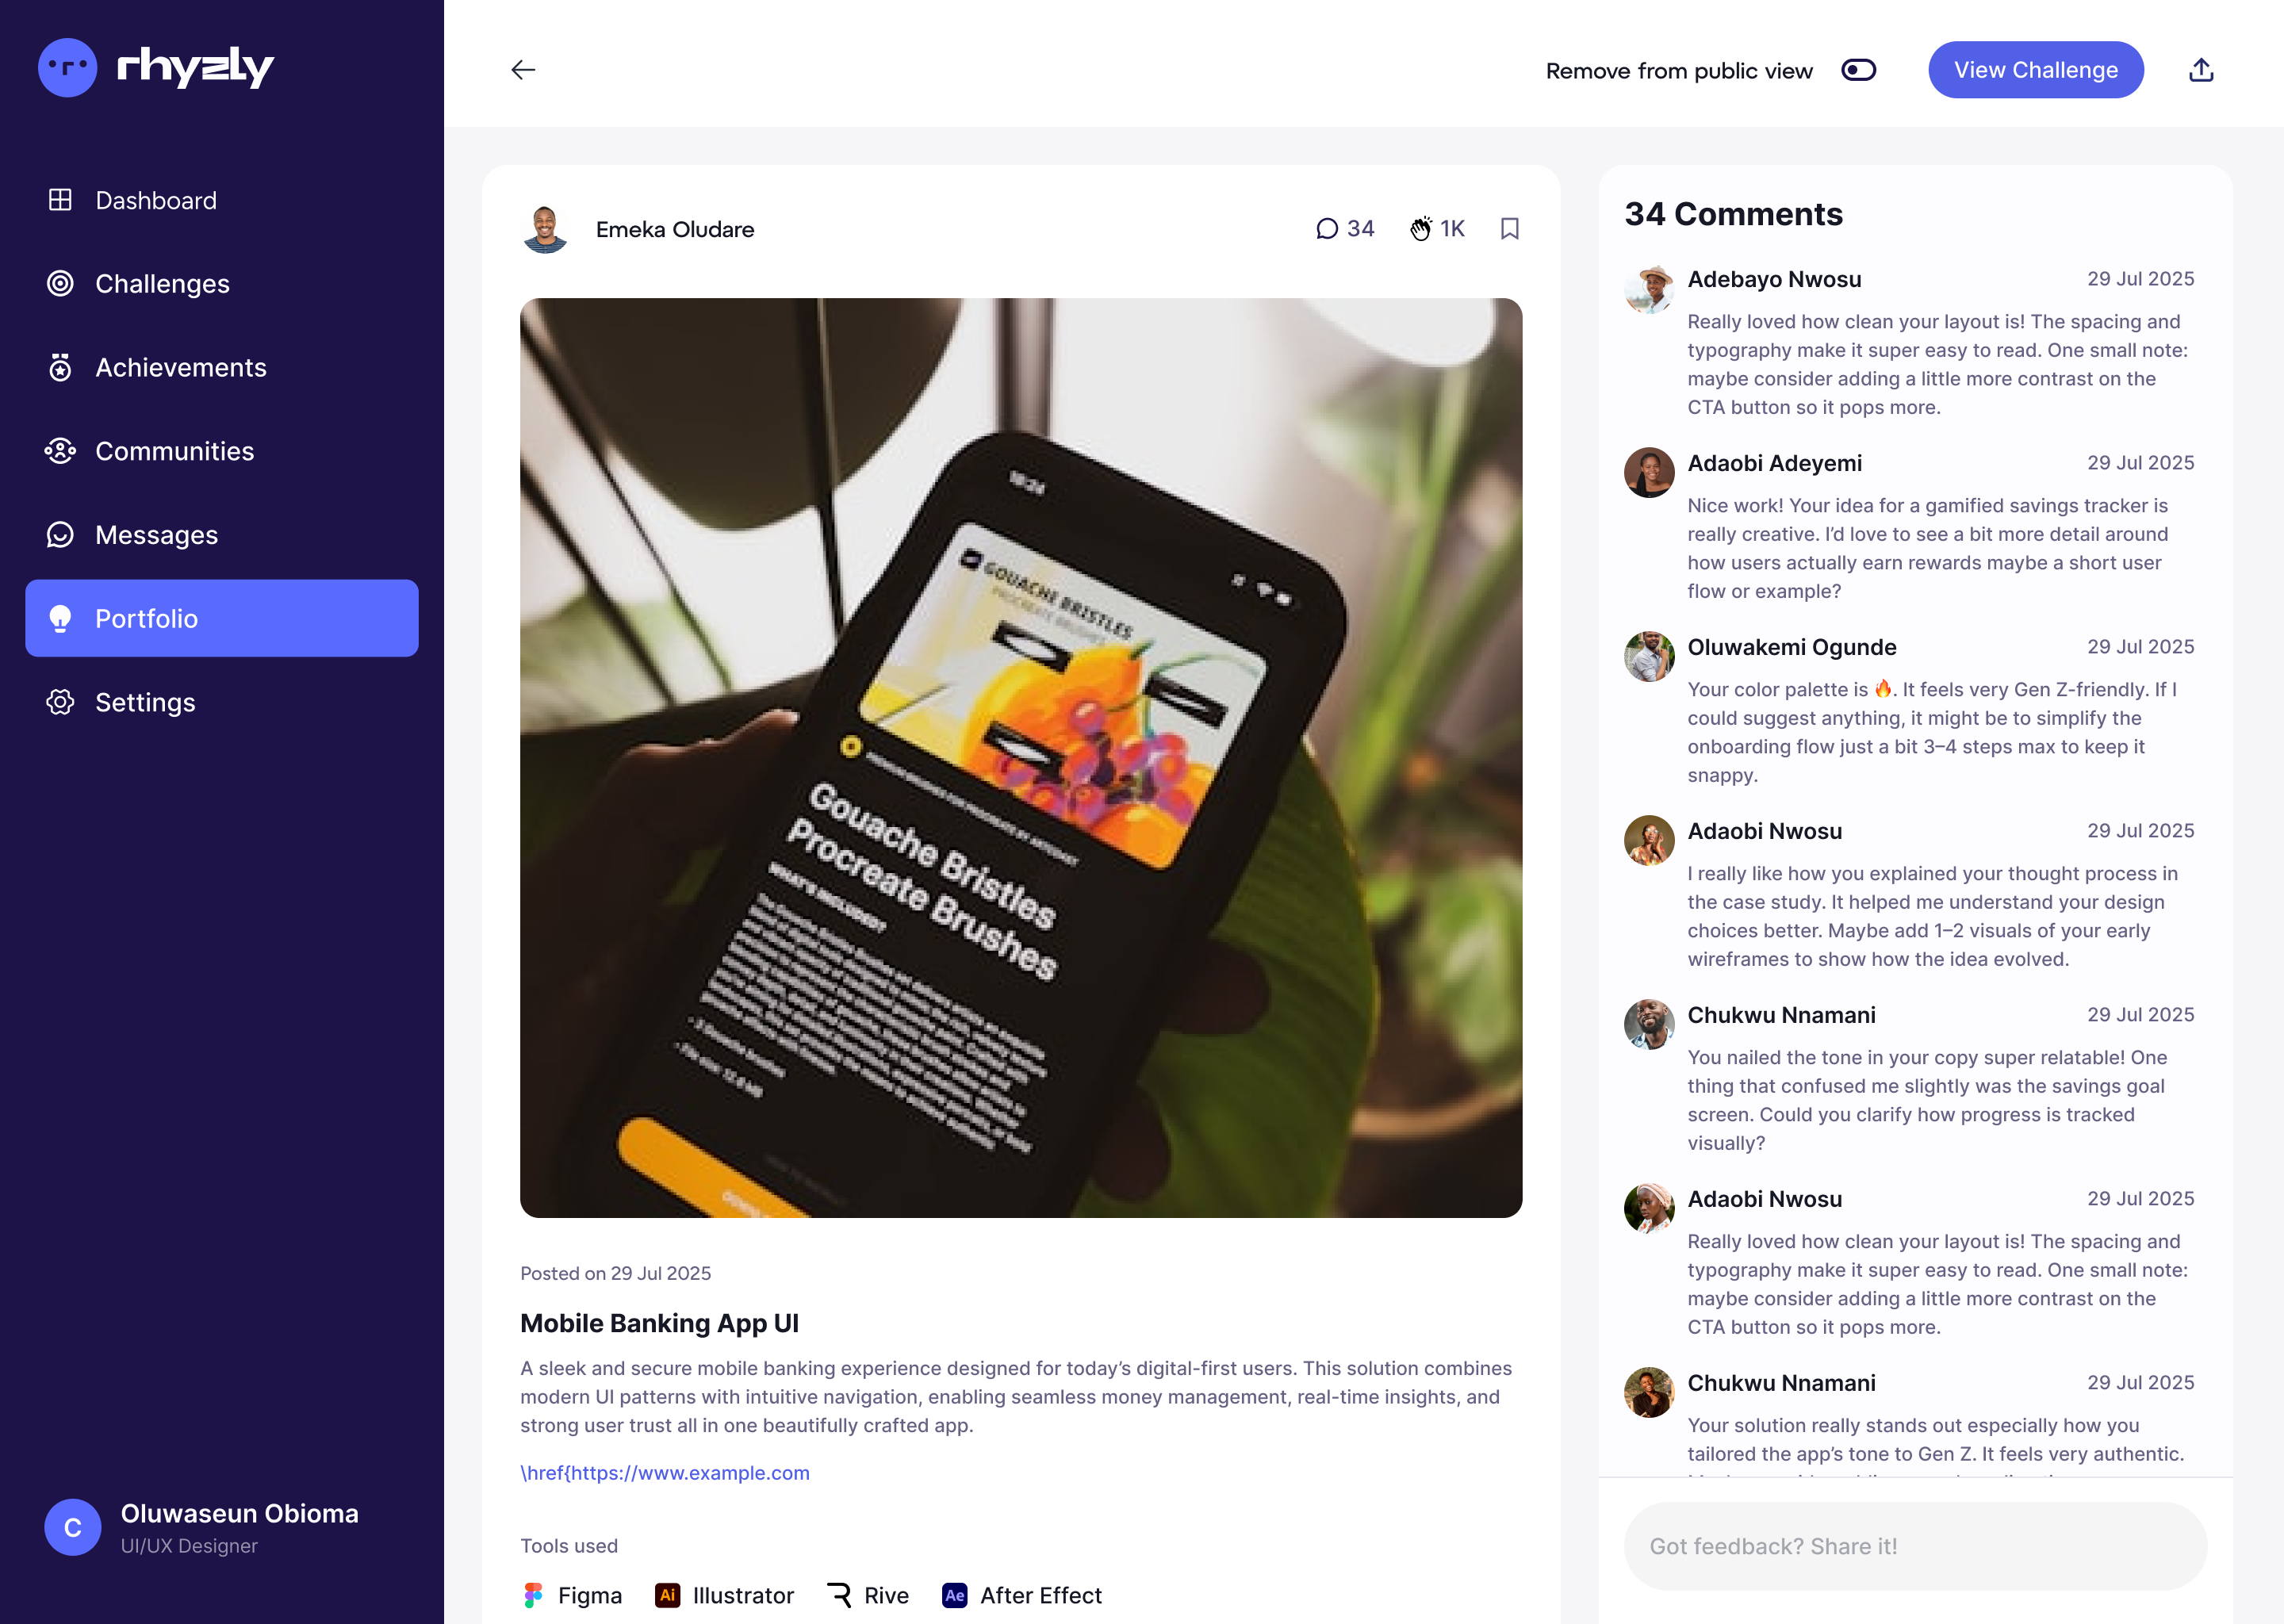 rhyzly
Dashboard
Challenges
Achievements
Communities
Messages
Portfolio
Settings
C
Oluwaseun Obioma
UI/UX Designer
Remove from public view
View Challenge
Emeka Oludare
34
1K
18:24
GOUACHE BRISTLES
PROCREATE BRUSHES
Gouache Bristles
Procreate Brushes
WHAT'S INCLUDED?
Posted on 29 Jul 2025
Mobile Banking App UI
A sleek and secure mobile banking experience designed for today’s digital-first users. This solution combines
modern UI patterns with intuitive navigation, enabling seamless money management, real-time insights, and
strong user trust all in one beautifully crafted app.
\href{https://www.example.com
Tools used
Figma
Ai
Illustrator
Rive
Ae
After Effect
34 Comments
Adebayo Nwosu
29 Jul 2025
Really loved how clean your layout is! The spacing and
typography make it super easy to read. One small note:
maybe consider adding a little more contrast on the
CTA button so it pops more.
Adaobi Adeyemi
29 Jul 2025
Nice work! Your idea for a gamified savings tracker is
really creative. I’d love to see a bit more detail around
how users actually earn rewards maybe a short user
flow or example?
Oluwakemi Ogunde
29 Jul 2025
Your color palette is 🔥. It feels very Gen Z-friendly. If I
could suggest anything, it might be to simplify the
onboarding flow just a bit 3–4 steps max to keep it
snappy.
Adaobi Nwosu
29 Jul 2025
I really like how you explained your thought process in
the case study. It helped me understand your design
choices better. Maybe add 1–2 visuals of your early
wireframes to show how the idea evolved.
Chukwu Nnamani
29 Jul 2025
You nailed the tone in your copy super relatable! One
thing that confused me slightly was the savings goal
screen. Could you clarify how progress is tracked
visually?
Adaobi Nwosu
29 Jul 2025
Really loved how clean your layout is! The spacing and
typography make it super easy to read. One small note:
maybe consider adding a little more contrast on the
CTA button so it pops more.
Chukwu Nnamani
29 Jul 2025
Your solution really stands out especially how you
tailored the app’s tone to Gen Z. It feels very authentic.
Got feedback? Share it!